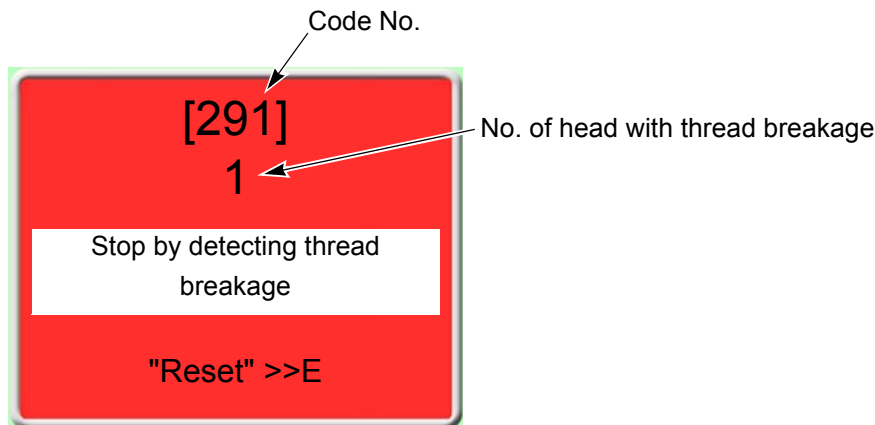 Code No.
[291]
No. of head with thread breakage
1
Stop by detecting thread
breakage
"Reset" >>E